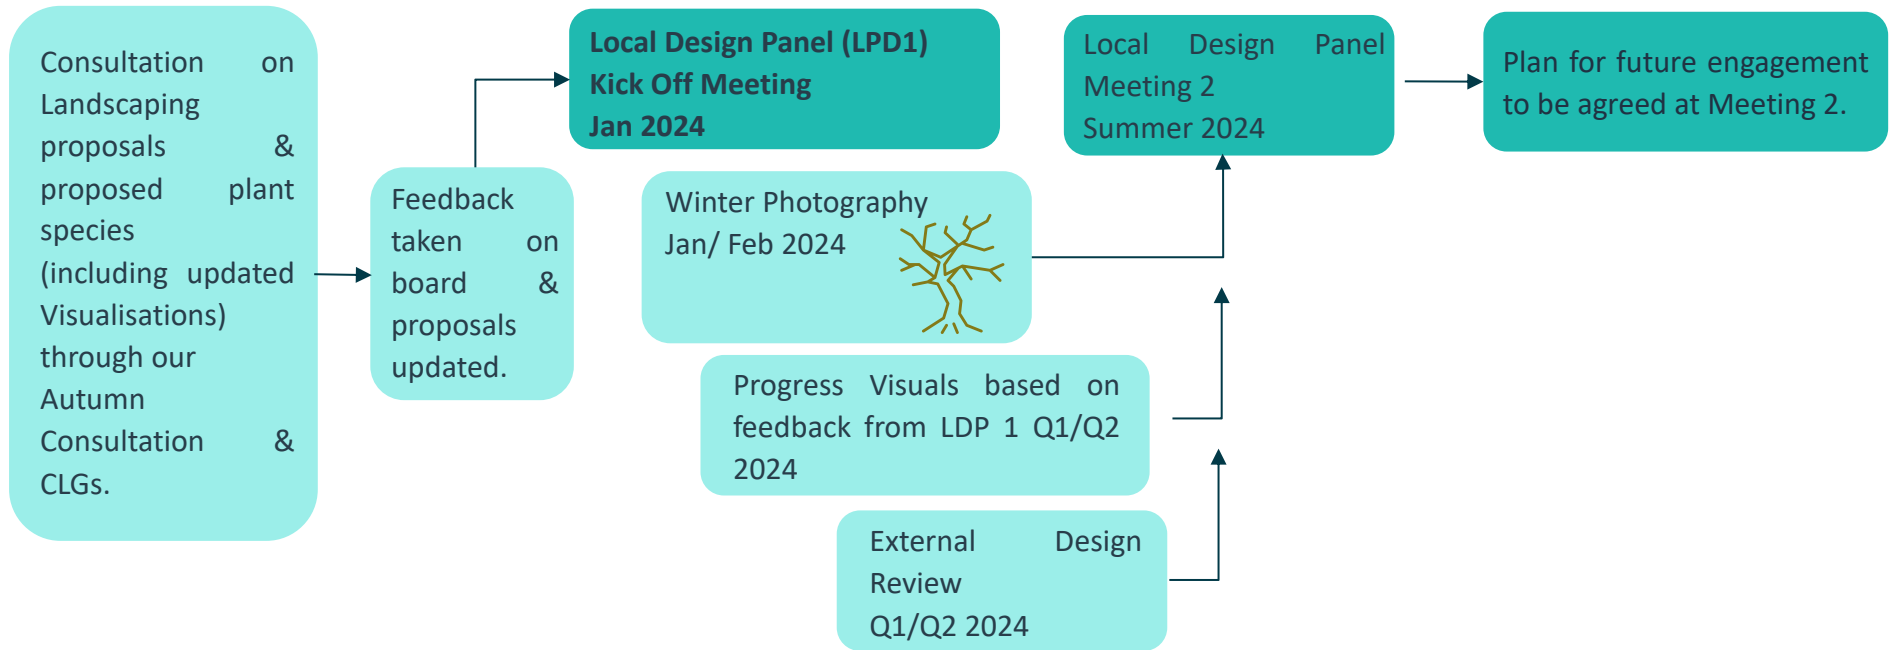 Consultation on
Landscaping
proposals &
proposed plant
species
(including updated
Visualisations)
through our
Autumn
Consultation &
CLGs.
Feedback
taken on
board &
proposals
updated.
Local Design Panel (LPD1)
Kick Off Meeting
Jan 2024
Winter Photography
Jan/ Feb 2024
Progress Visuals based on
feedback from LDP 1 Q1/Q2
2024
External Design
Review
Q1/Q2 2024
Local Design Panel
Meeting 2
Summer 2024
Plan for future engagement
to be agreed at Meeting 2.